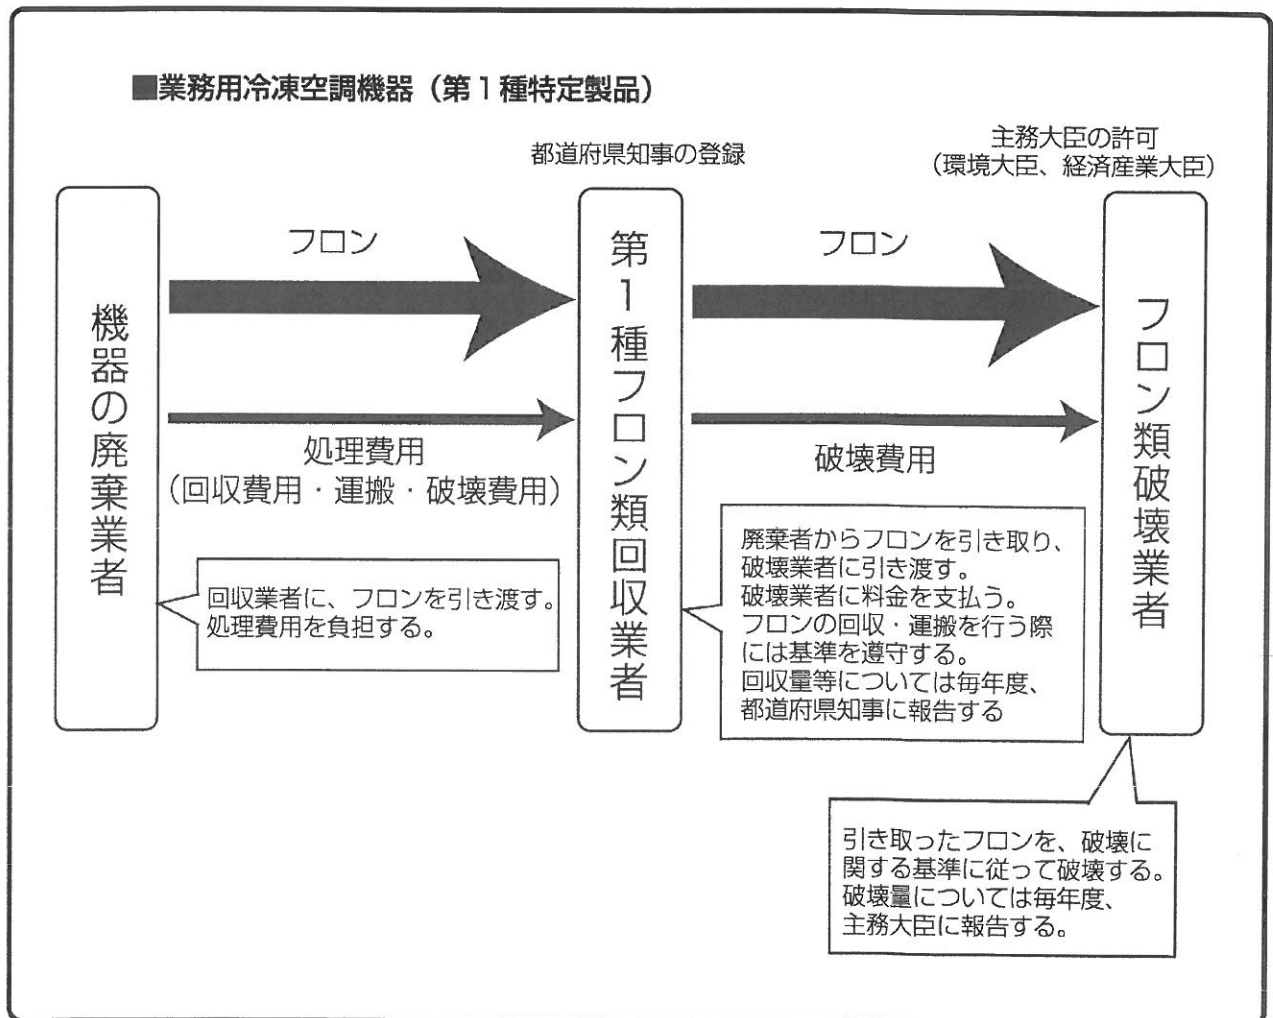 ■業務用冷凍空調機器（第１種特定製品）
都道府県知事の登録
主務大臣の許可
（環境大臣、経済産業大臣）
機器の廃棄業者
フロン
処理費用
（回収費用・運搬・破壊費用）
回収業者に、フロンを引き渡す。
処理費用を負担する。
第１種フロン類回収業者
フロン
破壊費用
廃棄者からフロンを引き取り、
破壊業者に引き渡す。
破壊業者に料金を支払う。
フロンの回収・運搬を行う際
には基準を遵守する。
回収量等については毎年度、
都道府県知事に報告する
フロン類破壊業者
引き取ったフロンを、破壊に
関する基準に従って破壊する。
破壊量については毎年度、
主務大臣に報告する。